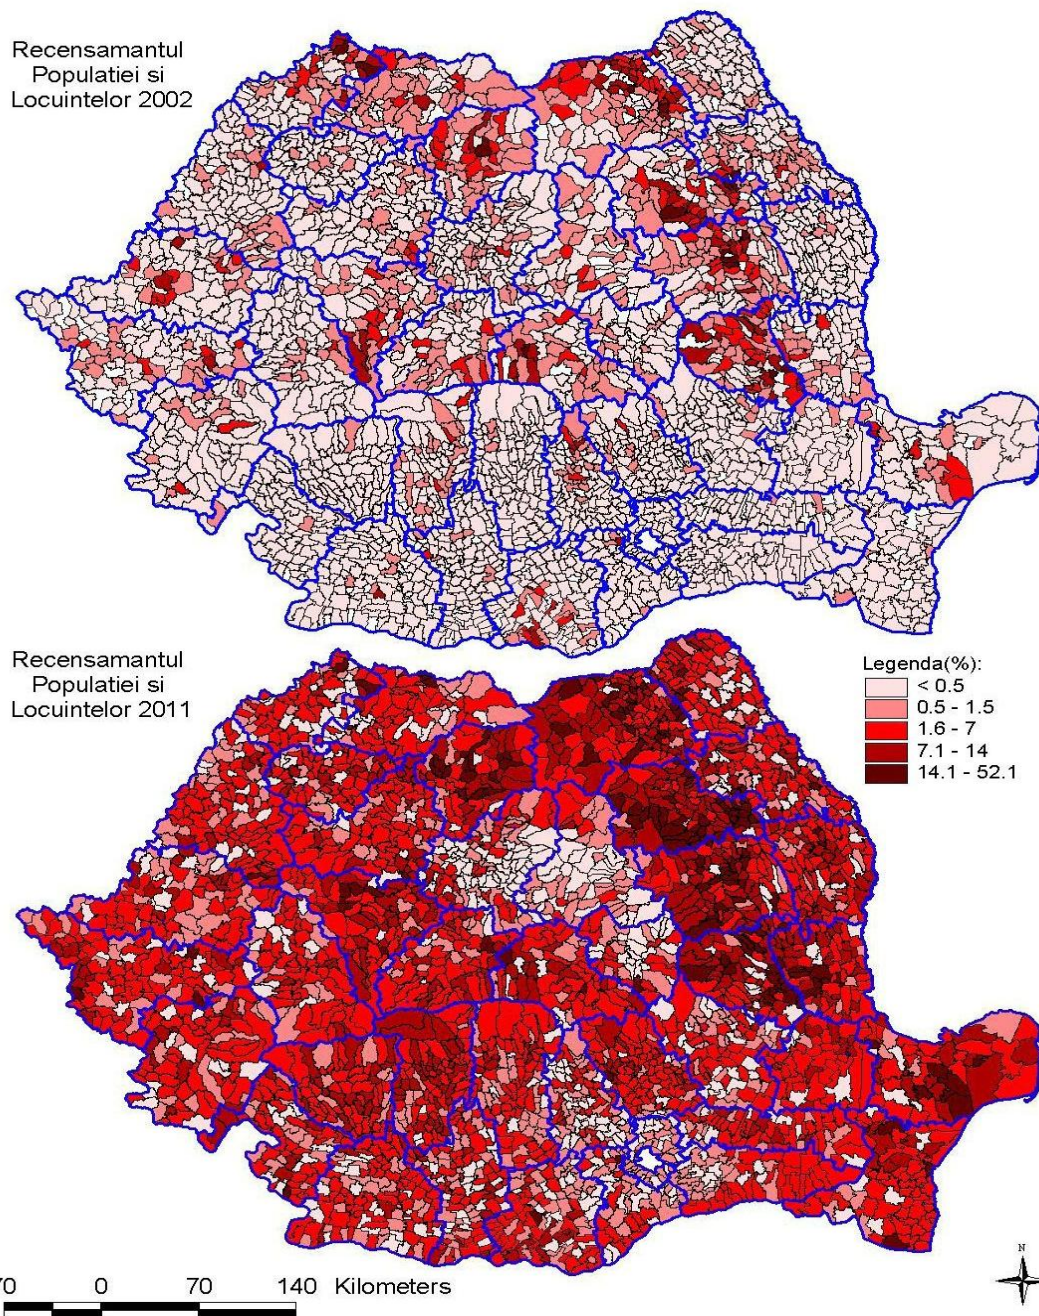 Recensamantul
Populatiei si
Locuintelor 2002
Recensamantul
Populatiei si
Locuintelor 2011
Legenda(%):
< 0.5
0.5 - 1.5
1.6 - 7
7.1 - 14
14.1 - 52.1
N
70 0 70 140 Kilometers